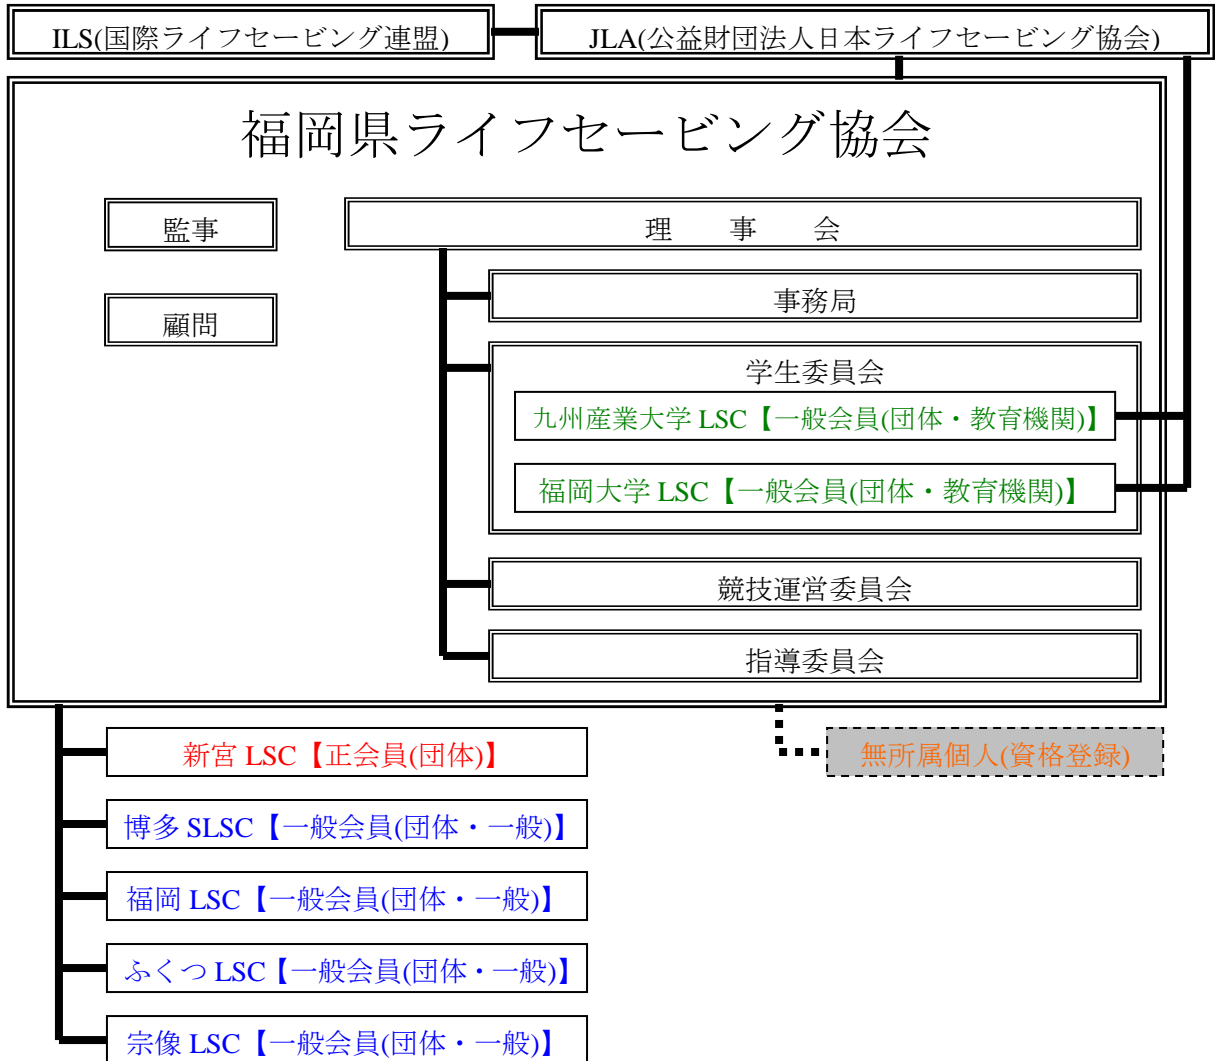 ILS(国際ライフセービング連盟)
JLA(公益財団法人日本ライフセービング協会)
福岡県ライフセービング協会
監事
理 事 会
顧問
事務局
学生委員会
九州産業大学 LSC【一般会員(団体・教育機関)】
福岡大学 LSC【一般会員(団体・教育機関)】
競技運営委員会
指導委員会
新宮 LSC【正会員(団体)】
無所属個人(資格登録)
博多 SLSC【一般会員(団体・一般)】
福岡 LSC【一般会員(団体・一般)】
ふくつ LSC【一般会員(団体・一般)】
宗像 LSC【一般会員(団体・一般)】